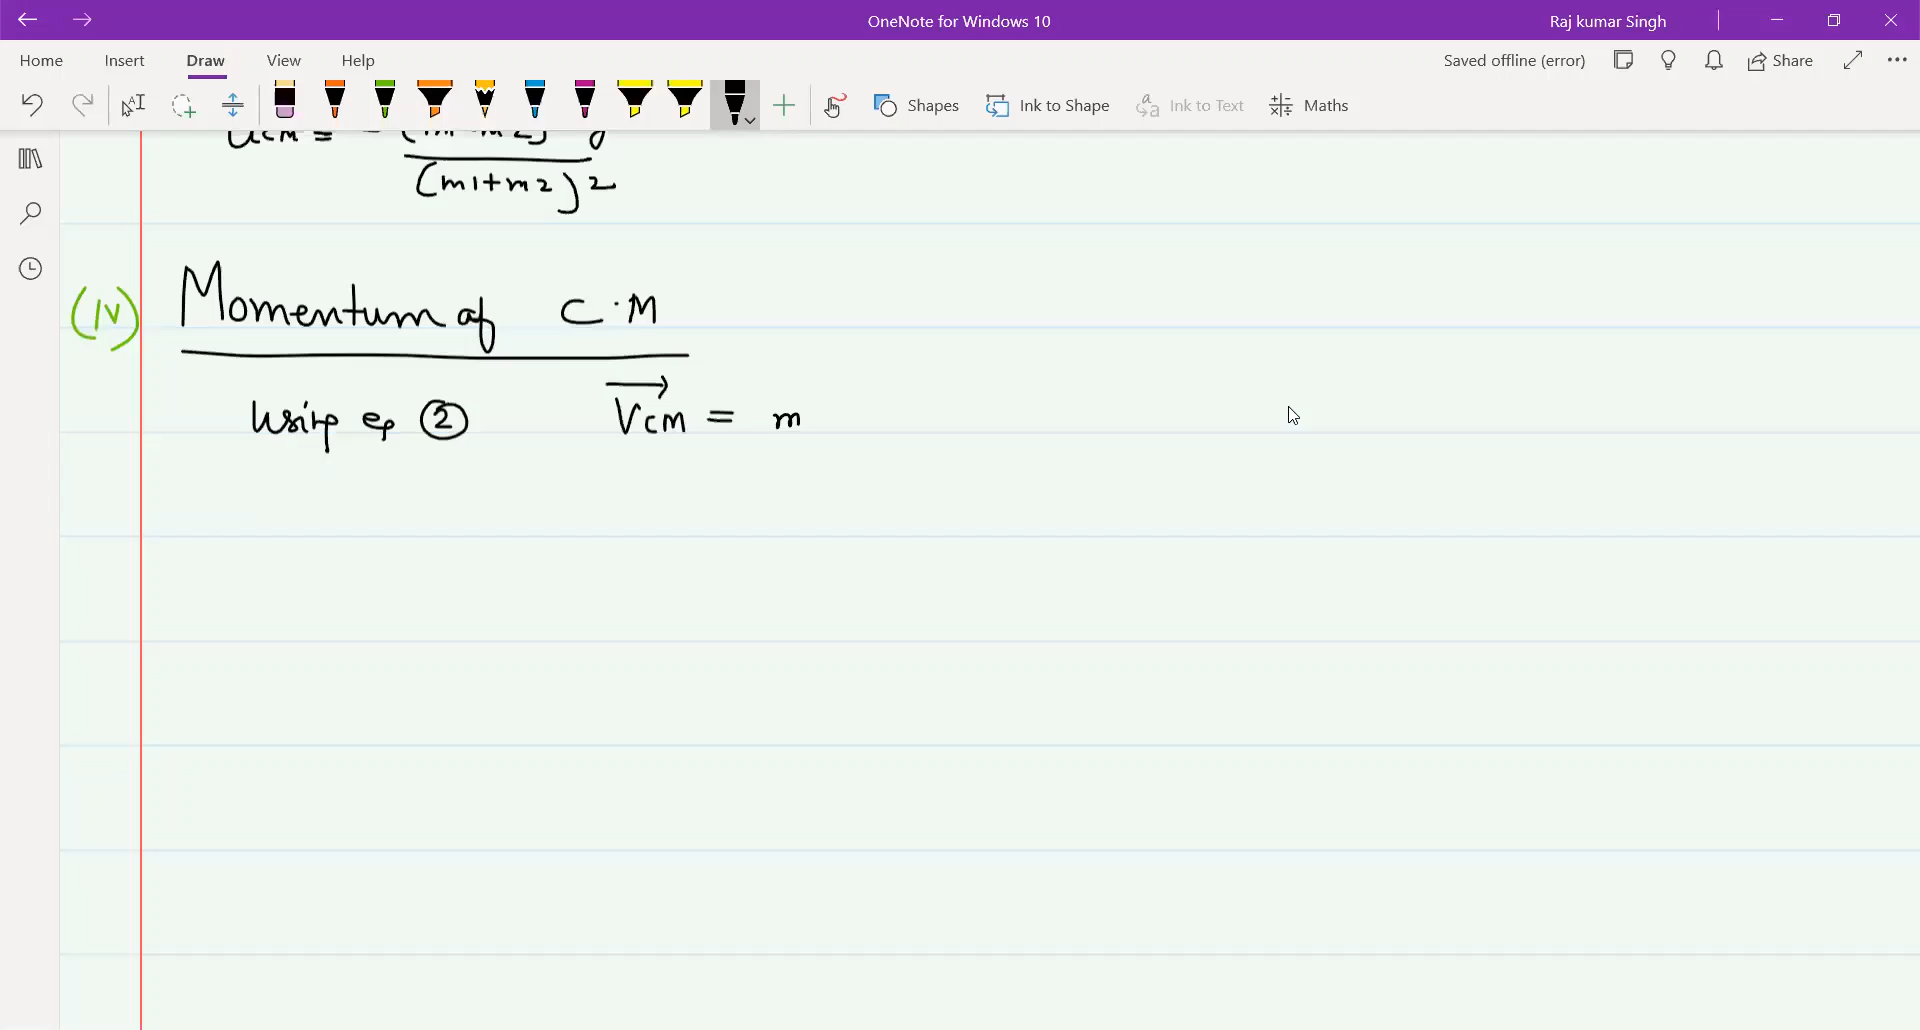 OneNote for Windows 10
Raj kumar Singh
Home Insert Draw View Help
Saved offline (error)
Share
Shapes
Ink to Shape
Ink to Text
Maths
(m1+m2)2
(IV) Momentum of C.M
Using eq ② VCM = m